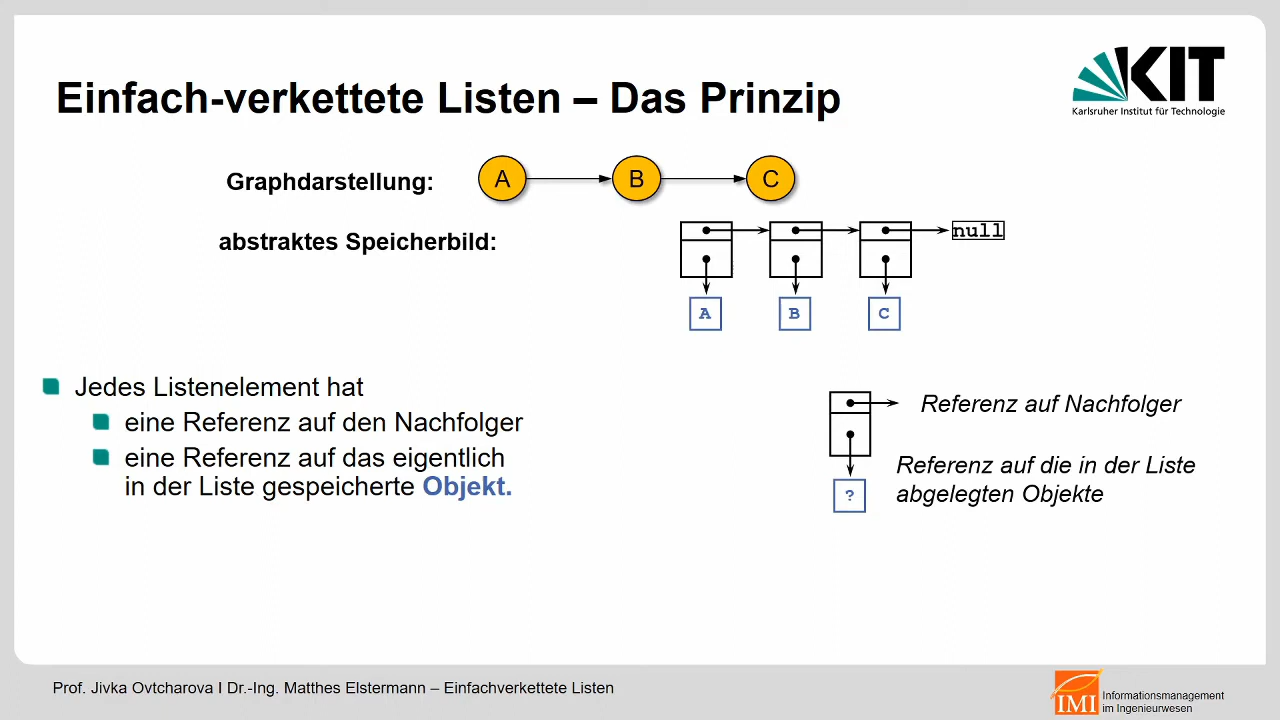 Einfach-verkettete Listen – Das Prinzip
KIT
Karlsruher Institut für Technologie
Graphdarstellung:
A
B
C
abstraktes Speicherbild:
null
A
B
C
Jedes Listenelement hat
eine Referenz auf den Nachfolger
eine Referenz auf das eigentlich
in der Liste gespeicherte Objekt.
Referenz auf Nachfolger
Referenz auf die in der Liste
abgelegten Objekte
?
Prof. Jivka Ovtcharova I Dr.-Ing. Matthes Elstermann – Einfachverkettete Listen
IMI
Informationsmanagement
im Ingenieurwesen